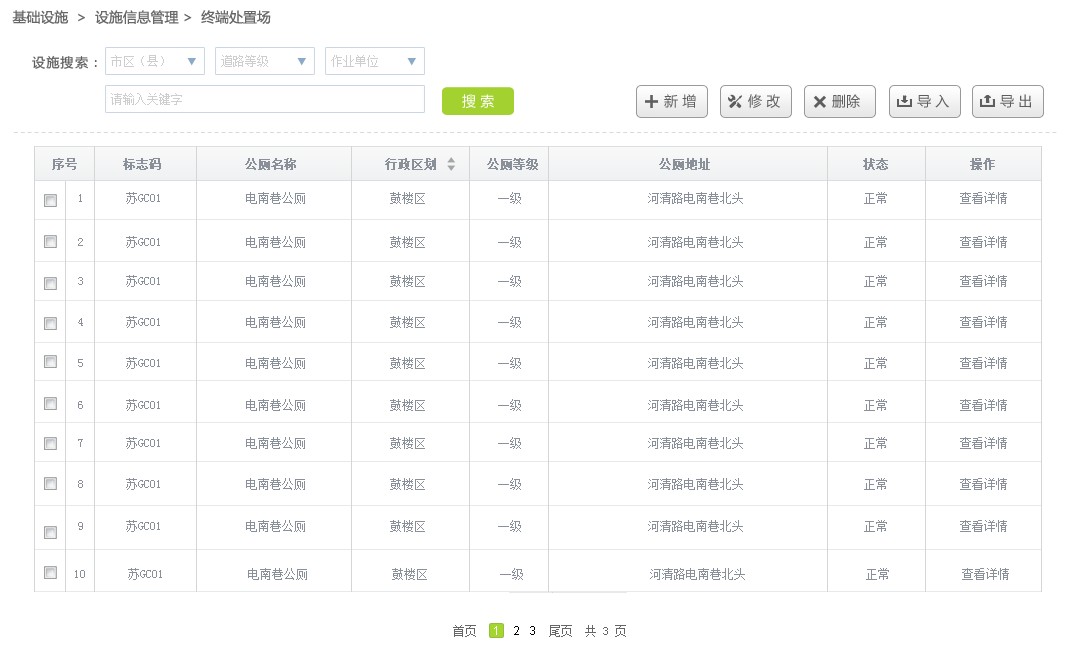 基础设施 > 设施信息管理 > 终端处置场
设施搜索： 市区（县） 道路等级 作业单位
请输入关键字 搜索 新增 修改 删除 导入 导出
序号 标志码 公厕名称 行政区划 公厕等级 公厕地址 状态 操作
1 苏GC01 电南巷公厕 鼓楼区 一级 河清路电南巷北头 正常 查看详情
2 苏GC01 电南巷公厕 鼓楼区 一级 河清路电南巷北头 正常 查看详情
3 苏GC01 电南巷公厕 鼓楼区 一级 河清路电南巷北头 正常 查看详情
4 苏GC01 电南巷公厕 鼓楼区 一级 河清路电南巷北头 正常 查看详情
5 苏GC01 电南巷公厕 鼓楼区 一级 河清路电南巷北头 正常 查看详情
6 苏GC01 电南巷公厕 鼓楼区 一级 河清路电南巷北头 正常 查看详情
7 苏GC01 电南巷公厕 鼓楼区 一级 河清路电南巷北头 正常 查看详情
8 苏GC01 电南巷公厕 鼓楼区 一级 河清路电南巷北头 正常 查看详情
9 苏GC01 电南巷公厕 鼓楼区 一级 河清路电南巷北头 正常 查看详情
10 苏GC01 电南巷公厕 鼓楼区 一级 河清路电南巷北头 正常 查看详情
首页 1 2 3 尾页 共 3 页